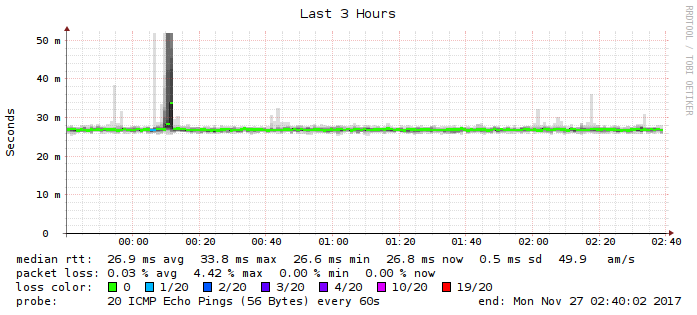 Last 3 Hours
RRDTOOL / TOBI OETIKER
Seconds
50 m
40 m
30 m
20 m
10 m
0
00:00 00:20 00:40 01:00 01:20 01:40 02:00 02:20 02:40
median rtt: 26.9 ms avg 33.8 ms max 26.6 ms min 26.8 ms now 0.5 ms sd 49.9 am/s
packet loss: 0.03 % avg 4.42 % max 0.00 % min 0.00 % now
loss color: 0 1/20 2/20 3/20 4/20 10/20 19/20
probe: 20 ICMP Echo Pings (56 Bytes) every 60s end: Mon Nov 27 02:40:02 2017